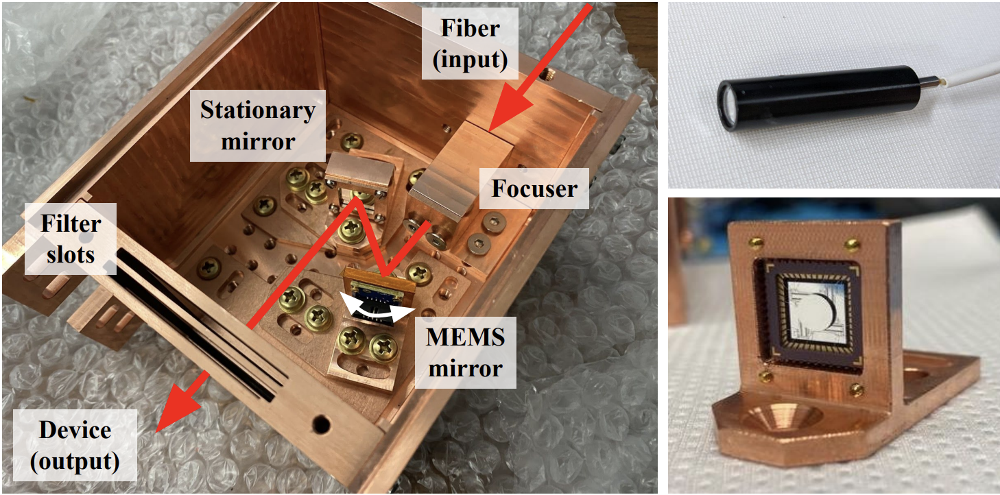 Fiber
(input)
Stationary
mirror
Focuser
Filter
slots
MEMS
mirror
Device
(output)